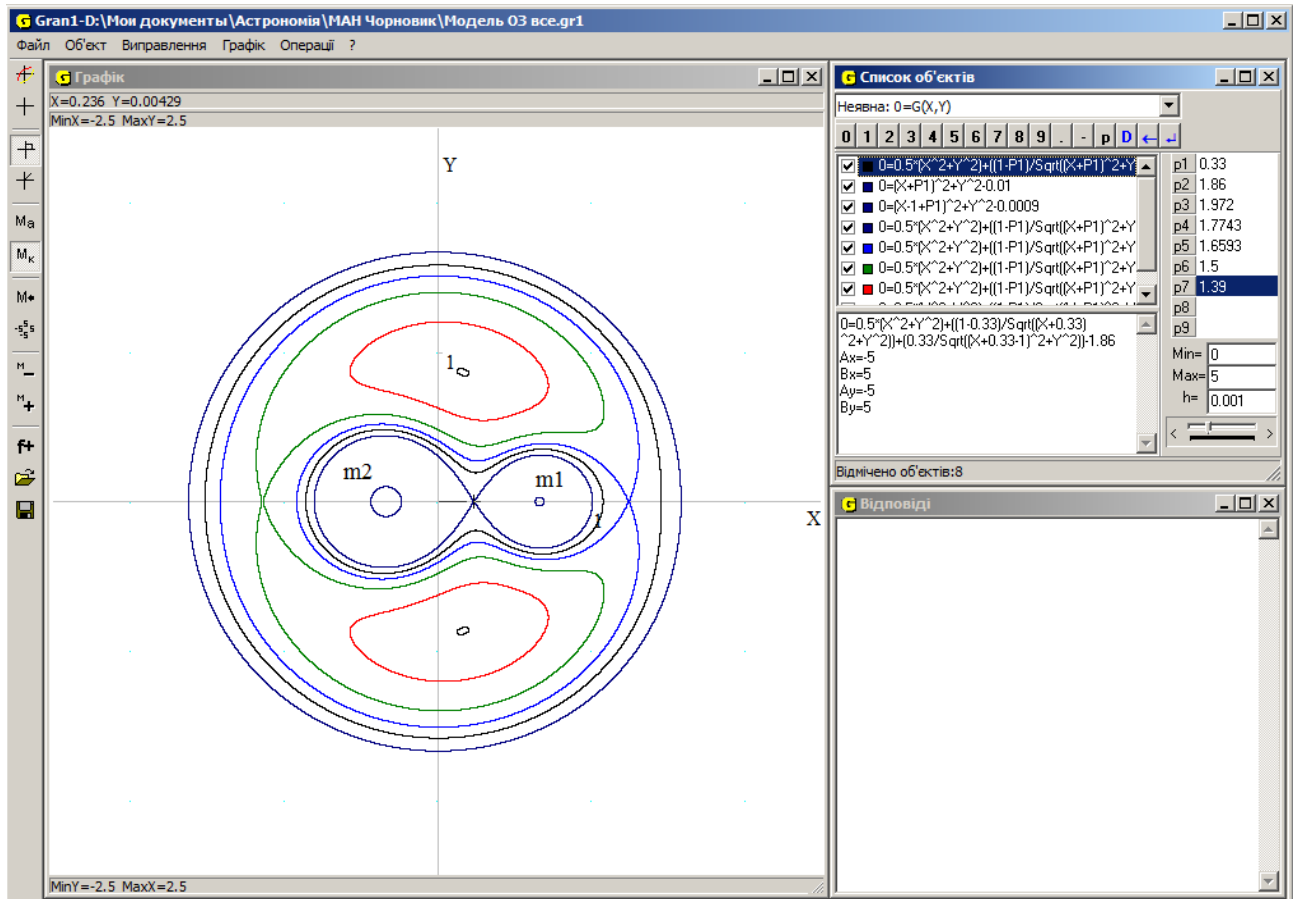 Gran1-D:\Мои документы\Астрономія\МАН Чорновик\Модель ОЗ все.gr1
Файл Об'єкт Виправлення Графік Операції ?
Графік
X=0.236 Y=0.00429
MinX=-2.5 MaxY=2.5
Y
1
m2
m1
1
X
MinY=-2.5 MaxX=2.5
Ma
Mк
M
-5 5 s -5
M
M
f+
Список об'єктів
Неявна: 0=G(X,Y)
0 1 2 3 4 5 6 7 8 9 . - p D
0=0.5*(X^2+Y^2)+((1-P1)/Sqrt((X+P1)^2+Y
0=(X+P1)^2+Y^2-0.01
0=(X-1+P1)^2+Y^2-0.0009
0=0.5*(X^2+Y^2)+((1-P1)/Sqrt((X+P1)^2+Y
0=0.5*(X^2+Y^2)+((1-P1)/Sqrt((X+P1)^2+Y
0=0.5*(X^2+Y^2)+((1-P1)/Sqrt((X+P1)^2+Y
0=0.5*(X^2+Y^2)+((1-P1)/Sqrt((X+P1)^2+Y
p1 0.33
p2 1.86
p3 1.972
p4 1.7743
p5 1.6593
p6 1.5
p7 1.39
p8
p9
0=0.5*(X^2+Y^2)+((1-0.33)/Sqrt((X+0.33)
^2+Y^2))+(0.33/Sqrt((X+0.33-1)^2+Y^2))-1.86
Ax=-5
Bx=5
Ay=-5
By=5
Min= 0
Max= 5
h= 0.001
< >
Відмічено об'єктів:8
Відповіді